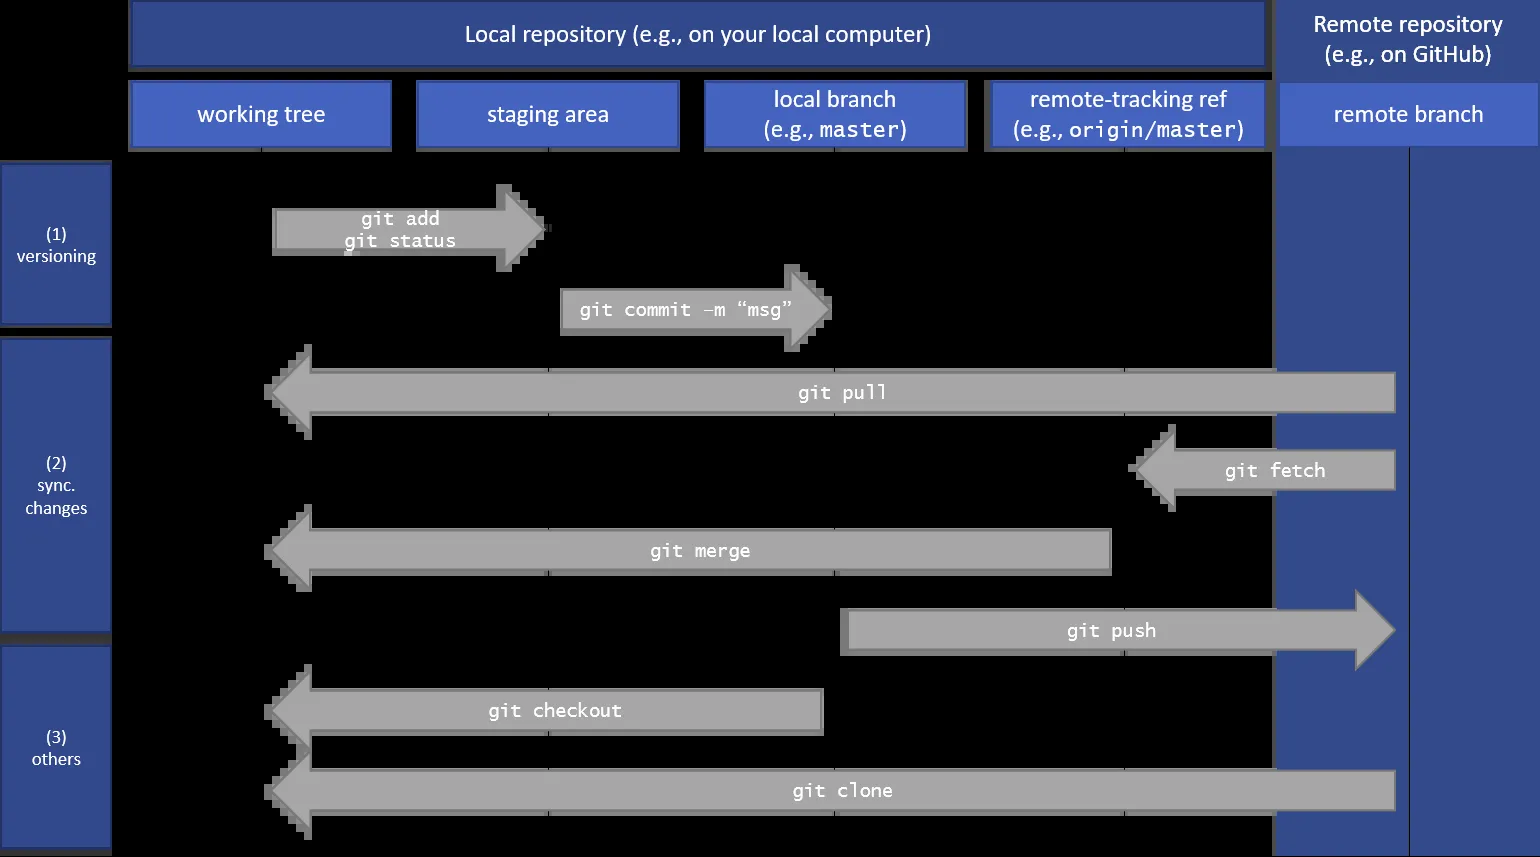 Local repository (e.g., on your local computer)
Remote repository
(e.g., on GitHub)
working tree
staging area
local branch
(e.g., master)
remote-tracking ref
(e.g., origin/master)
remote branch
(1)
versioning
git add
git status
git commit –m “msg”
(2)
sync.
changes
git pull
git fetch
git merge
git push
(3)
others
git checkout
git clone